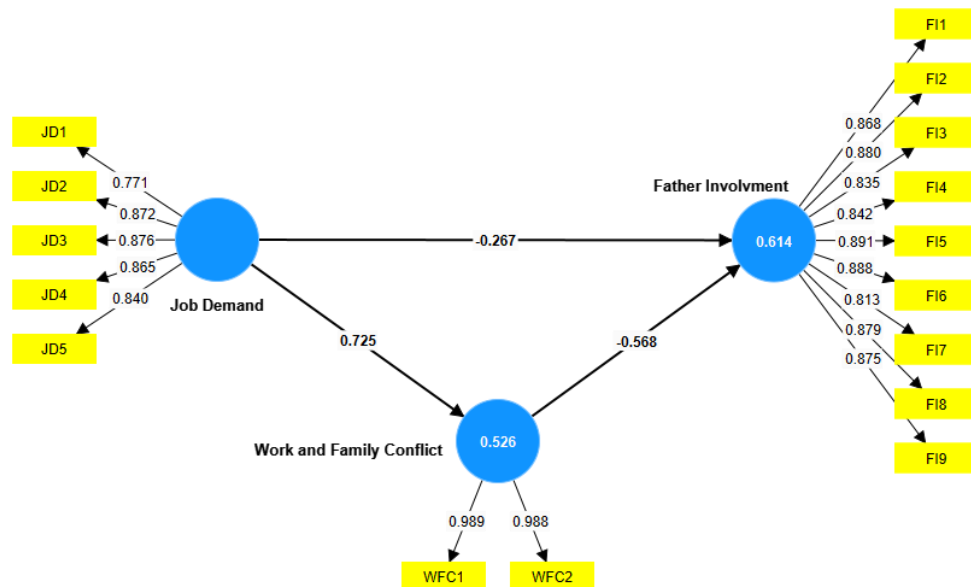 FI1
FI2
FI3
FI4
FI5
FI6
FI7
FI8
FI9
0.868
0.880
0.835
0.842
0.891
0.888
0.813
0.879
0.875
JD1
JD2
JD3
JD4
JD5
0.771
0.872
0.876
0.865
0.840
Job Demand
-0.267
Father Involvment
0.614
0.725
-0.568
Work and Family Conflict
0.526
0.989
0.988
WFC1
WFC2